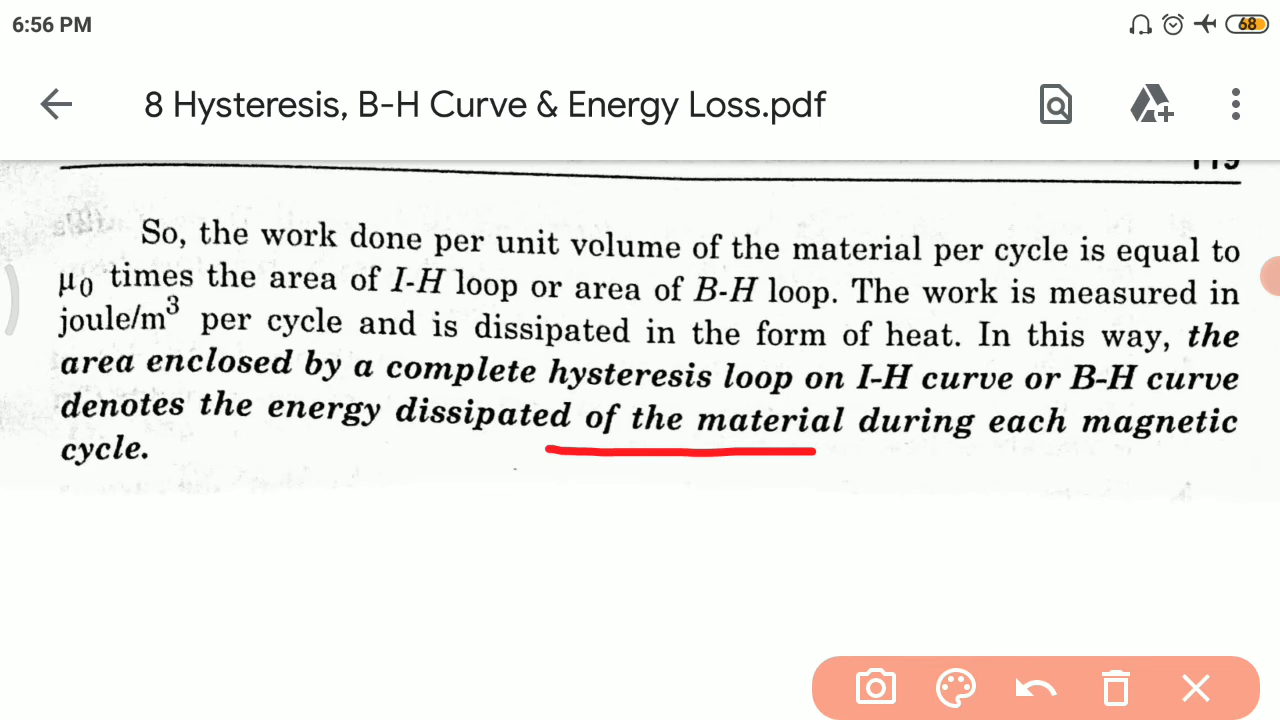 6:56 PM
68
8 Hysteresis, B-H Curve & Energy Loss.pdf
So, the work done per unit volume of the material per cycle is equal to
μ₀ times the area of I-H loop or area of B-H loop. The work is measured in
joule/m³ per cycle and is dissipated in the form of heat. In this way, the
area enclosed by a complete hysteresis loop on I-H curve or B-H curve
denotes the energy dissipated of the material during each magnetic
cycle.